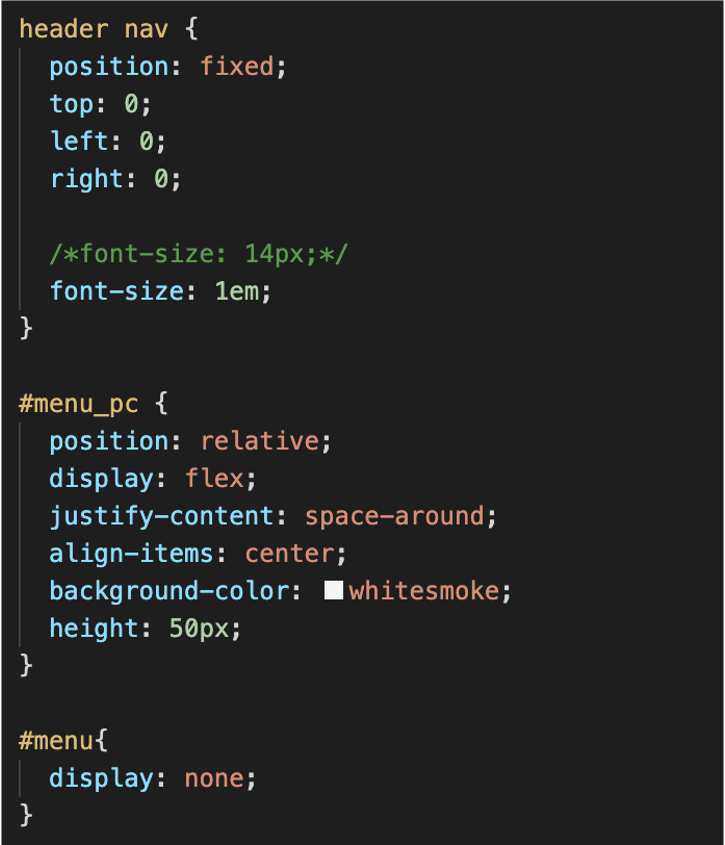 header nav {
  position: fixed;
  top: 0;
  left: 0;
  right: 0;

  /*font-size: 14px;*/
  font-size: 1em;
}

#menu_pc {
  position: relative;
  display: flex;
  justify-content: space-around;
  align-items: center;
  background-color: whitesmoke;
  height: 50px;
}

#menu{
  display: none;
}